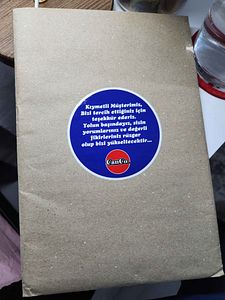 Kıymetli Müşterimiz,
Bizi tercih ettiğiniz için
teşekkür ederiz.
Yolun başındayız, sizin
yorumlarınız ve değerli
fikirleriniz rüzgar
olup bizi yükseltecektir...